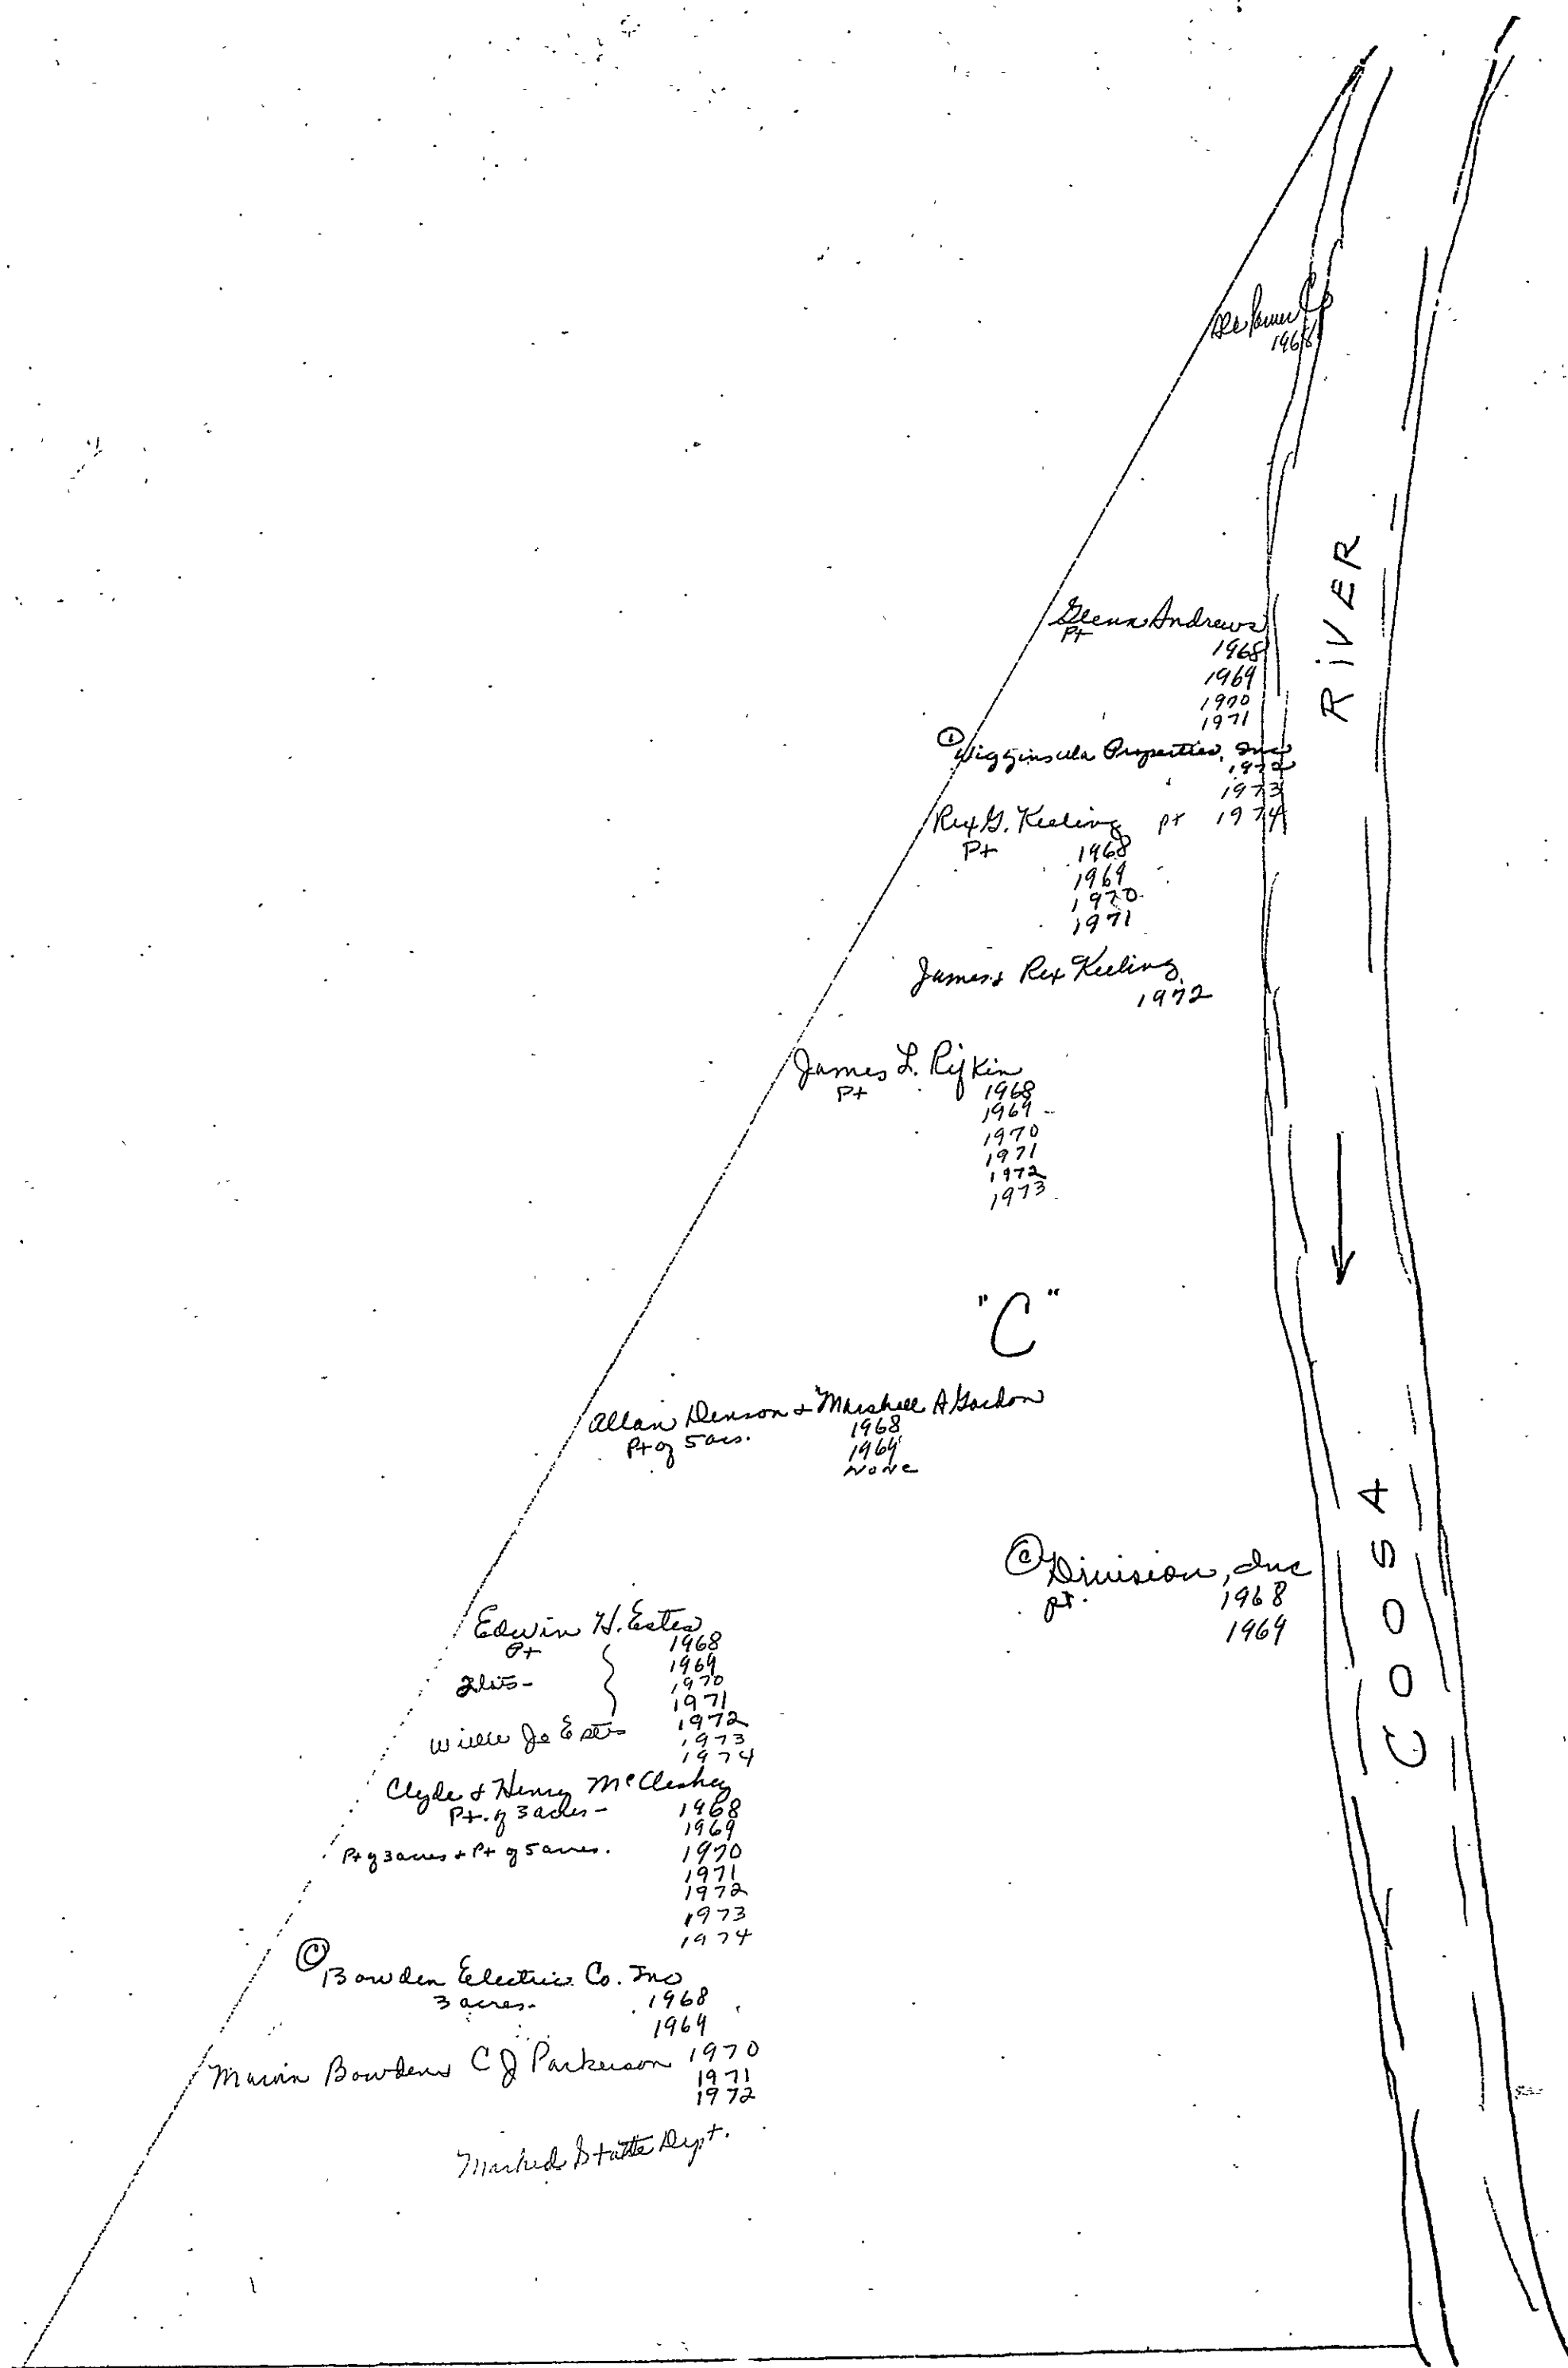 Ala Power Co
1968
RiVER
Glenn Andrews
Pt
1968
1969
1970
1971
① Wigginsula Properties, Inc
1972
1973
pt 1974
Rex G. Keeling
Pt 1968
1969
1970
1971
James & Rex Keeling
1972
James L. Rifkin
Pt 1968
1969
1970
1971
1972
1973
"C"
Allan Denson & Marshall A Gordon
Pt of 5 acs. 1968
1969
NONE
Ⓒ Division, Inc
pt. 1968
1969
COOSA
Edwin H. Estes
Pt 1968
1969
2 lots- 1970
1971
Willie Jo Estes 1972
1973
1974
Clyde & Henry McCleskey
Pt. of 3 acres - 1968
1969
Pt of 3 acres + Pt of 5 acres. 1970
1971
1972
1973
1974
Ⓒ Bowden Electric Co. Inc
3 acres- 1968
1969
Marvin Bowden & C J Parkerson 1970
1971
1972
Marked State Dept.